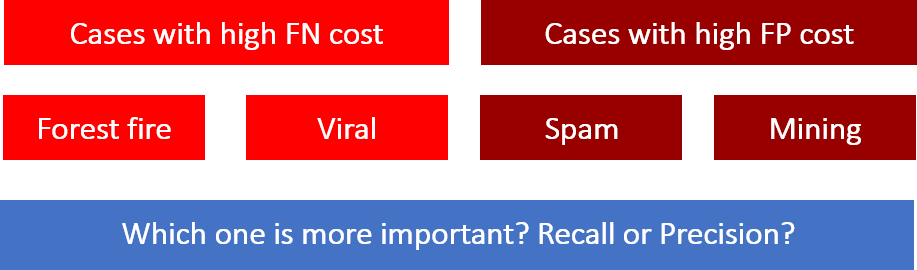 Cases with high FN cost
Cases with high FP cost
Forest fire
Viral
Spam
Mining
Which one is more important? Recall or Precision?